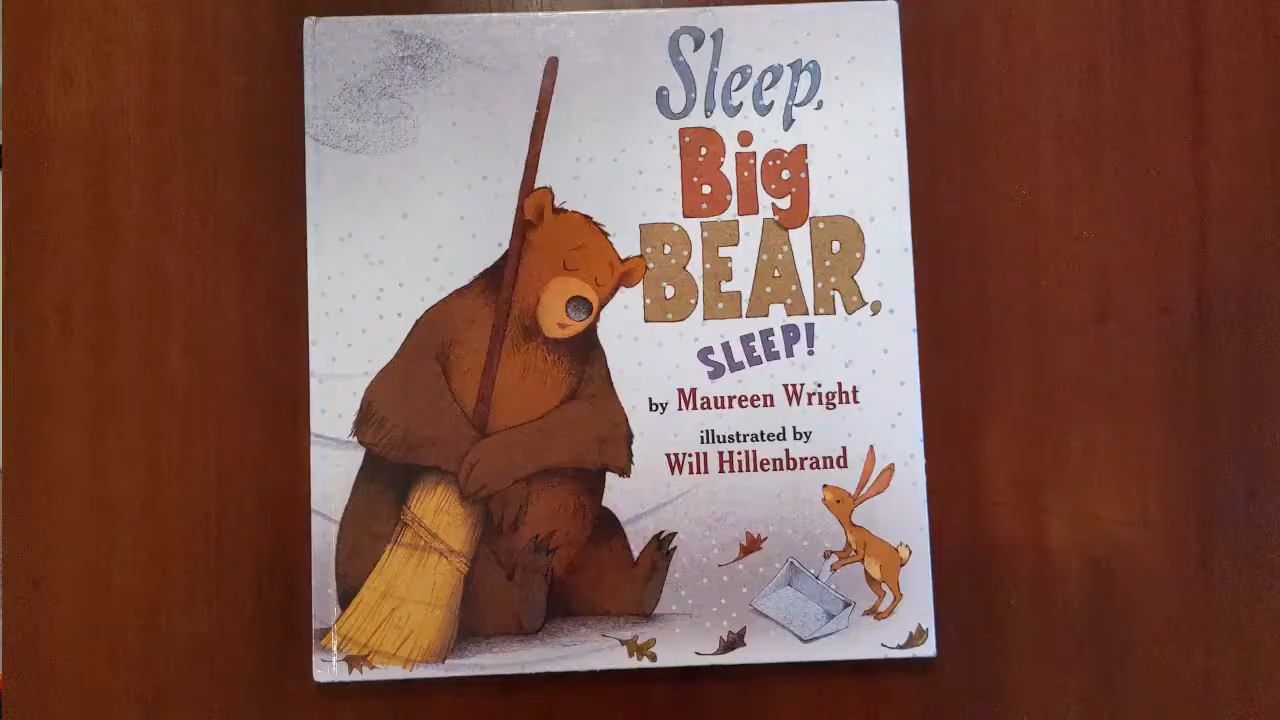 Sleep,
Big
BEAR,
SLEEP!
by Maureen Wright
illustrated by
Will Hillenbrand